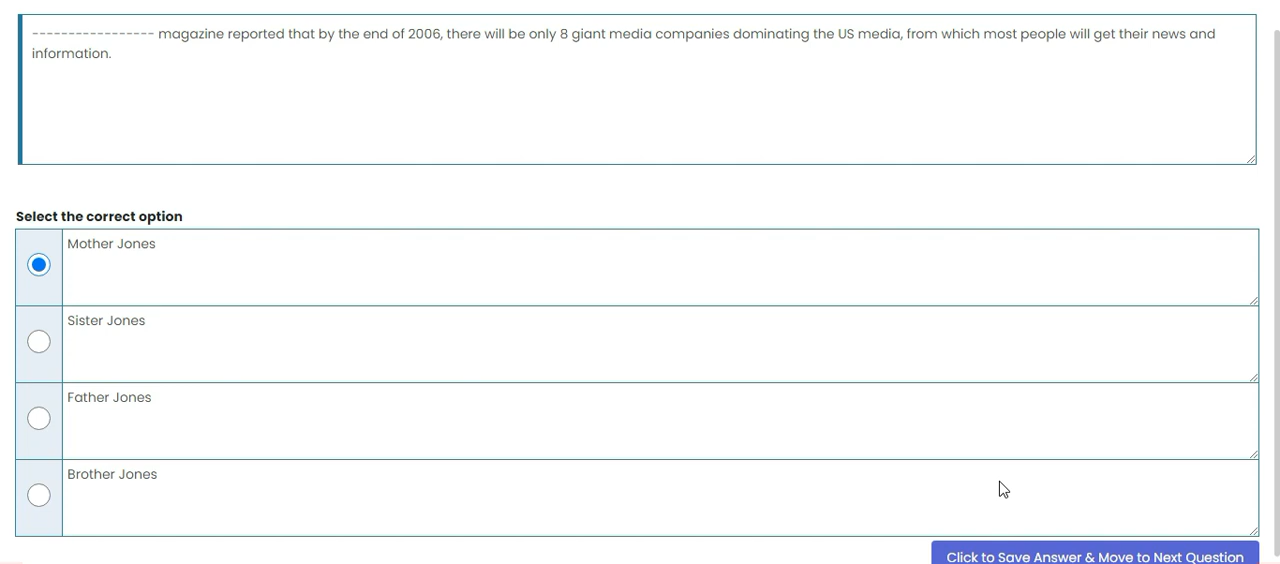 ------------------ magazine reported that by the end of 2006, there will be only 8 giant media companies dominating the US media, from which most people will get their news and
information.
Select the correct option
Mother Jones
Sister Jones
Father Jones
Brother Jones
Click to Save Answer & Move to Next Question